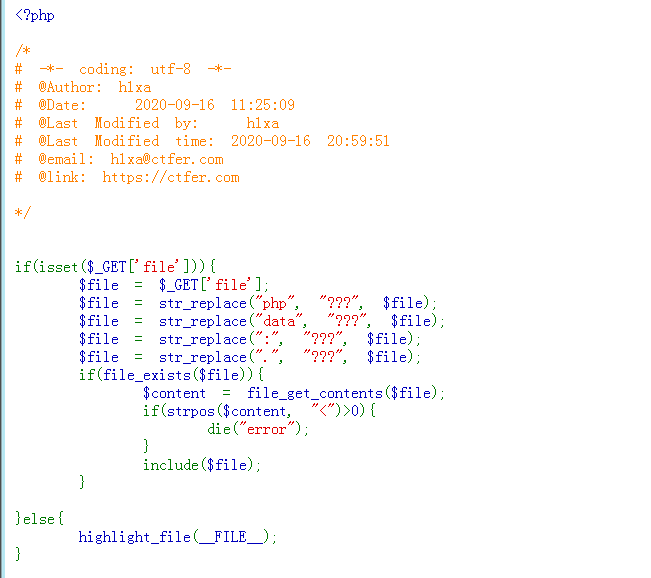 <?php
/*
# -*- coding: utf-8 -*-
# @Author: h1xa
# @Date:   2020-09-16 11:25:09
# @Last Modified by:   h1xa
# @Last Modified time: 2020-09-16 20:59:51
# @email: h1xa@ctfer.com
# @link: https://ctfer.com
*/
if(isset($_GET['file'])){
    $file = $_GET['file'];
    $file = str_replace("php", "???", $file);
    $file = str_replace("data", "???", $file);
    $file = str_replace(":", "???", $file);
    $file = str_replace(".", "???", $file);
    if(file_exists($file)){
        $content = file_get_contents($file);
        if(strpos($content, "<")>0){
            die("error");
        }
        include($file);
    }
}else{
    highlight_file(__FILE__);
}